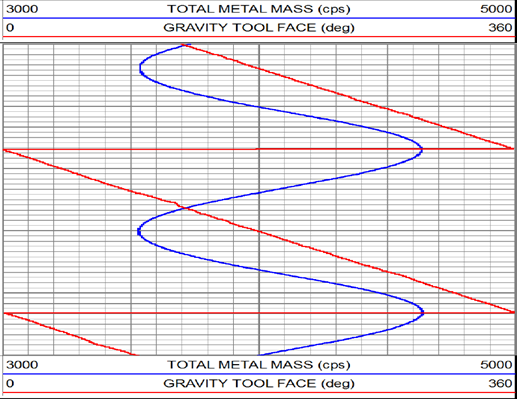 3000 TOTAL METAL MASS (cps) 5000
0 GRAVITY TOOL FACE (deg) 360
3000 TOTAL METAL MASS (cps) 5000
0 GRAVITY TOOL FACE (deg) 360